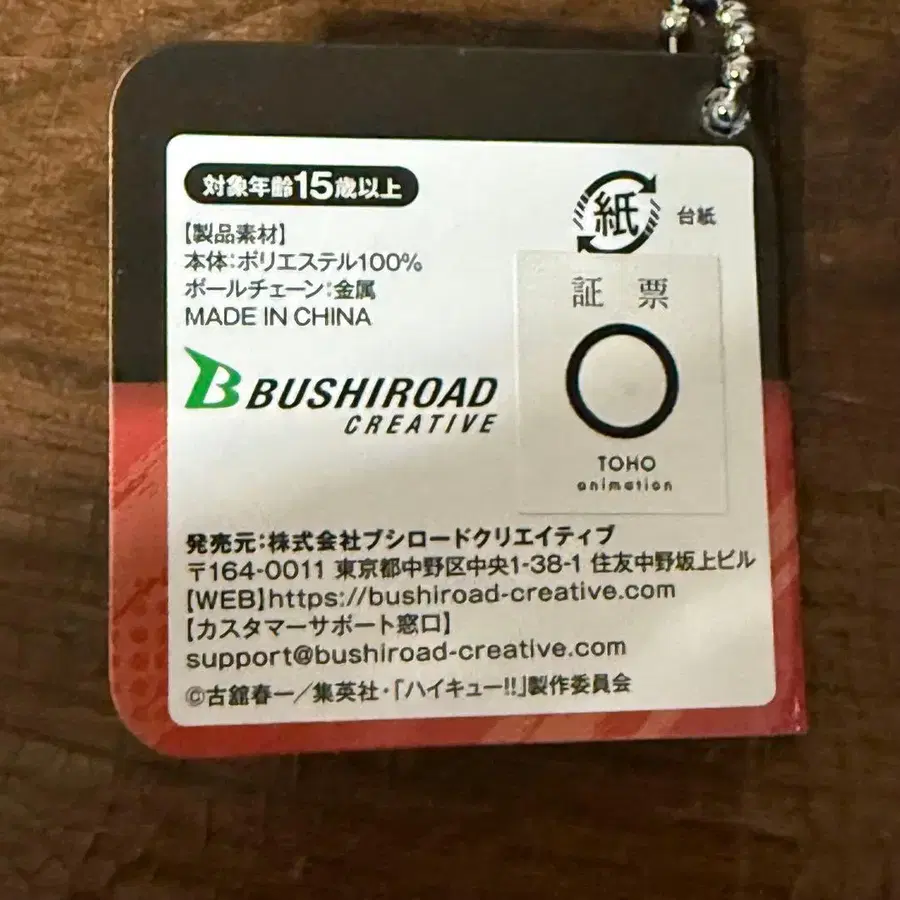 対象年齢15歳以上
紙
台紙
【製品素材】
本体:ポリエステル100%
ボールチェーン:金属
MADE IN CHINA
証 票
TOHO
animation
B BUSHIROAD
CREATIVE
発売元:株式会社ブシロードクリエイティブ
〒164-0011 東京都中野区中央1-38-1 住友中野坂上ビル
【WEB】https://bushiroad-creative.com
【カスタマーサポート窓口】
support@bushiroad-creative.com
©古舘春一/集英社・「ハイキュー!!」製作委員会